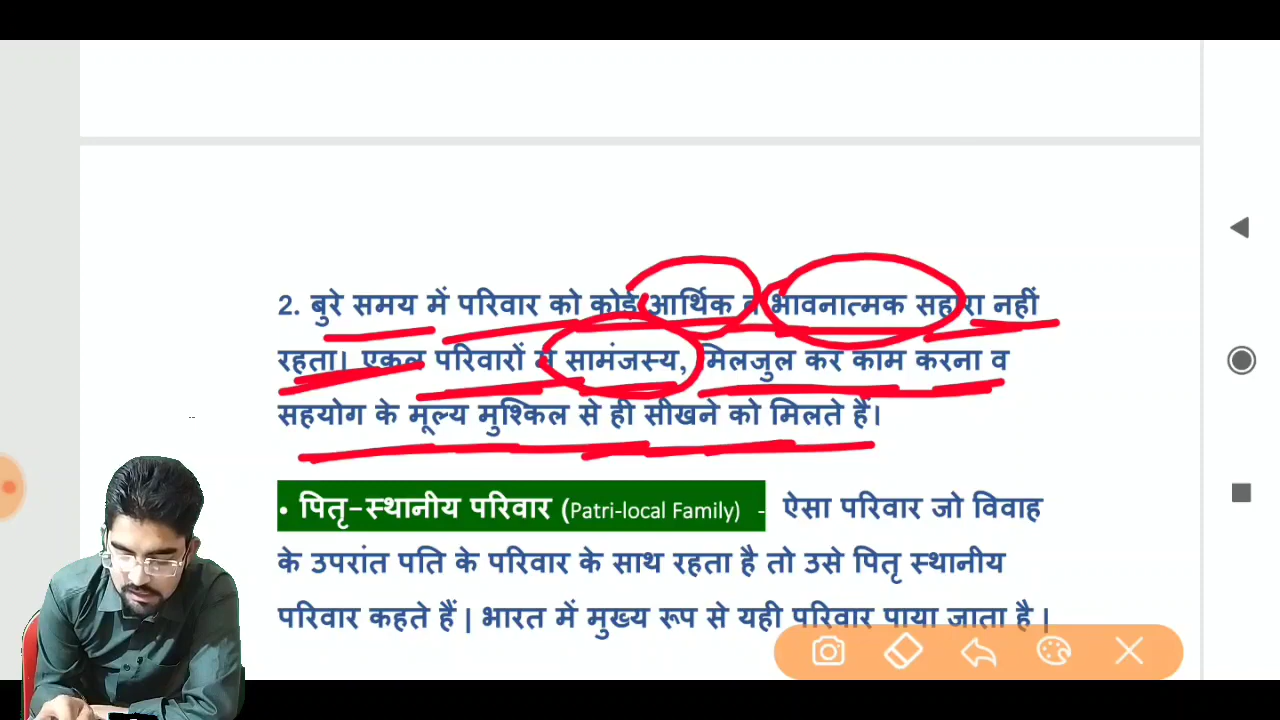 2. बुरे समय में परिवार को कोई आर्थिक व भावनात्मक सहारा नहीं
रहता। एकल परिवारों में सामंजस्य, मिलजुल कर काम करना व
सहयोग के मूल्य मुश्किल से ही सीखने को मिलते हैं।
• पितृ-स्थानीय परिवार (Patri-local Family) - ऐसा परिवार जो विवाह
के उपरांत पति के परिवार के साथ रहता है तो उसे पितृ स्थानीय
परिवार कहते हैं | भारत में मुख्य रूप से यही परिवार पाया जाता है |